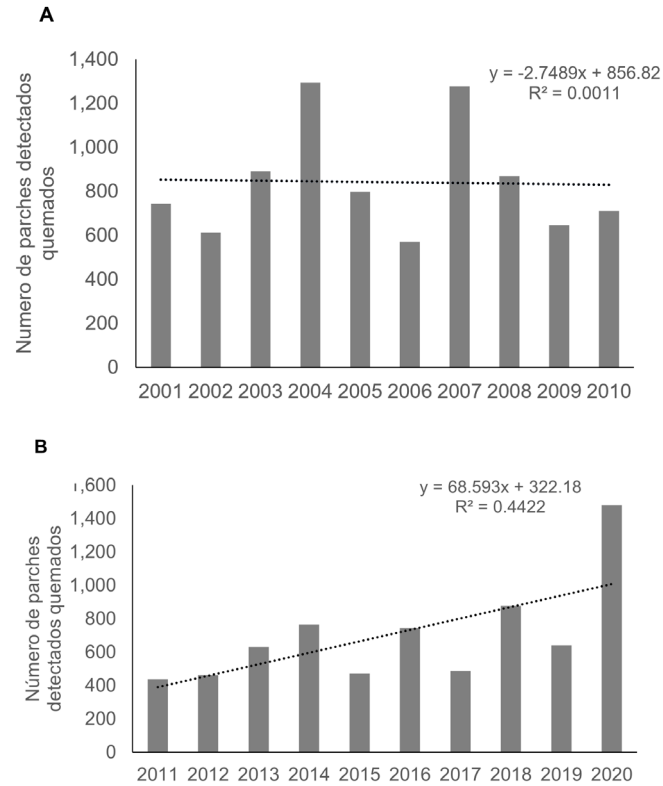 A
Numero de parches detectados
quemados
1,400
1,200
1,000
800
600
400
200
0
y = -2.7489x + 856.82
R² = 0.0011
2001 2002 2003 2004 2005 2006 2007 2008 2009 2010
B
Número de parches
detectados quemados
1,600
1,400
1,200
1,000
800
600
400
200
0
y = 68.593x + 322.18
R² = 0.4422
2011 2012 2013 2014 2015 2016 2017 2018 2019 2020